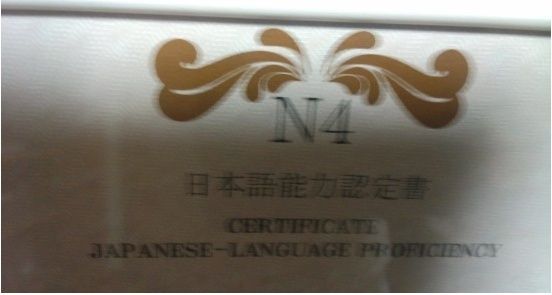 N4
日本語能力認定書
CERTIFICATE
JAPANESE-LANGUAGE PROFICIENCY